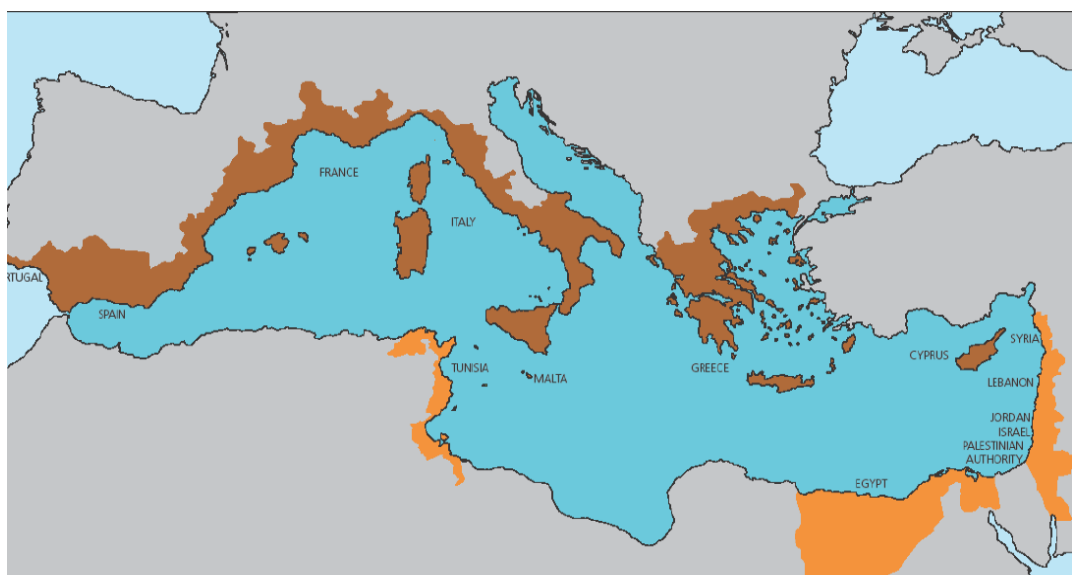 FRANCE
ITALY
RTUGAL
SPAIN
TUNISIA
MALTA
GREECE
CYPRUS
SYRIA
LEBANON
JORDAN
ISRAEL
PALESTINIAN
AUTHORITY
EGYPT